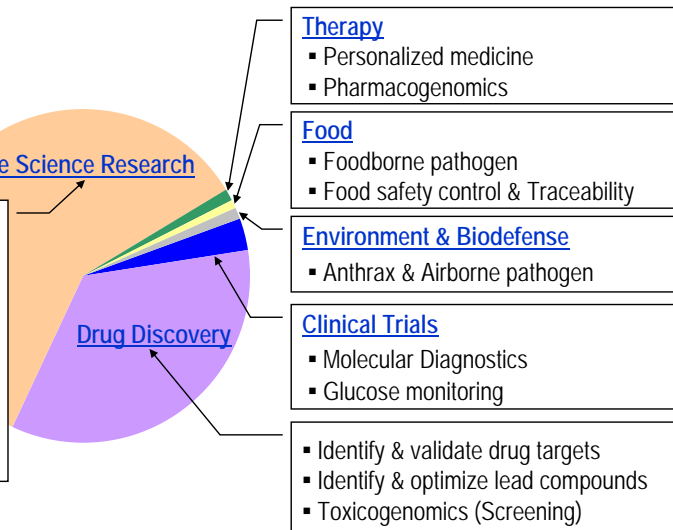 Therapy
▪ Personalized medicine
▪ Pharmacogenomics
Food
▪ Foodborne pathogen
▪ Food safety control & Traceability
e Science Research
Environment & Biodefense
▪ Anthrax & Airborne pathogen
Clinical Trials
▪ Molecular Diagnostics
▪ Glucose monitoring
Drug Discovery
▪ Identify & validate drug targets
▪ Identify & optimize lead compounds
▪ Toxicogenomics (Screening)